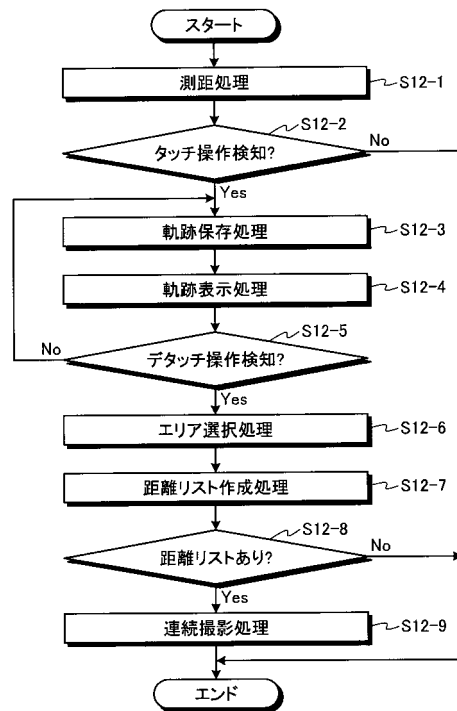 スタート
測距処理
S12-1
S12-2
タッチ操作検知?
No
Yes
軌跡保存処理
S12-3
軌跡表示処理
S12-4
S12-5
デタッチ操作検知?
No
Yes
エリア選択処理
S12-6
距離リスト作成処理
S12-7
S12-8
距離リストあり?
No
Yes
連続撮影処理
S12-9
エンド